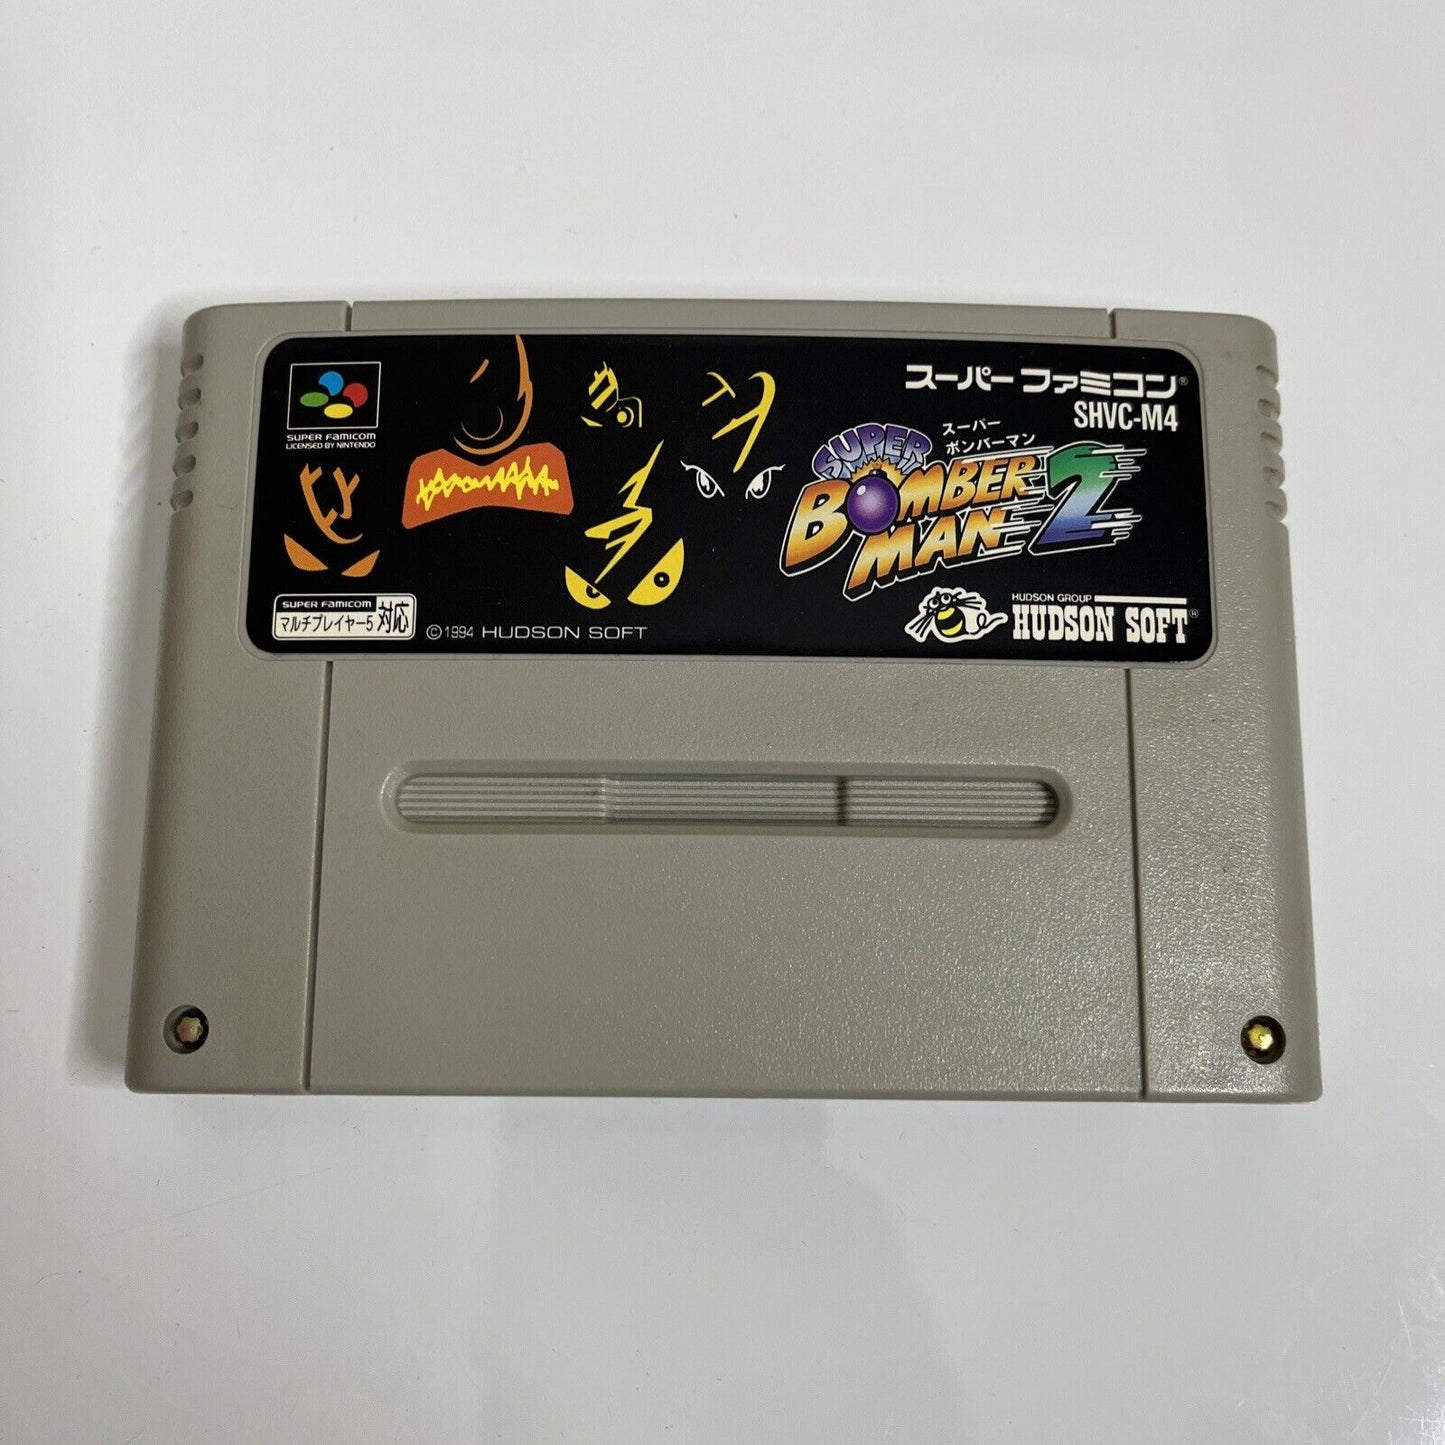 SUPER FAMICOM
LICENSED BY NINTENDO
スーパーファミコン®
SHVC-M4
スーパー
ボンバーマン
SUPER
BOMBER
MAN 2
SUPER FAMICOM
マルチプレイヤー5 対応
©1994 HUDSON SOFT
HUDSON GROUP
HUDSON SOFT®